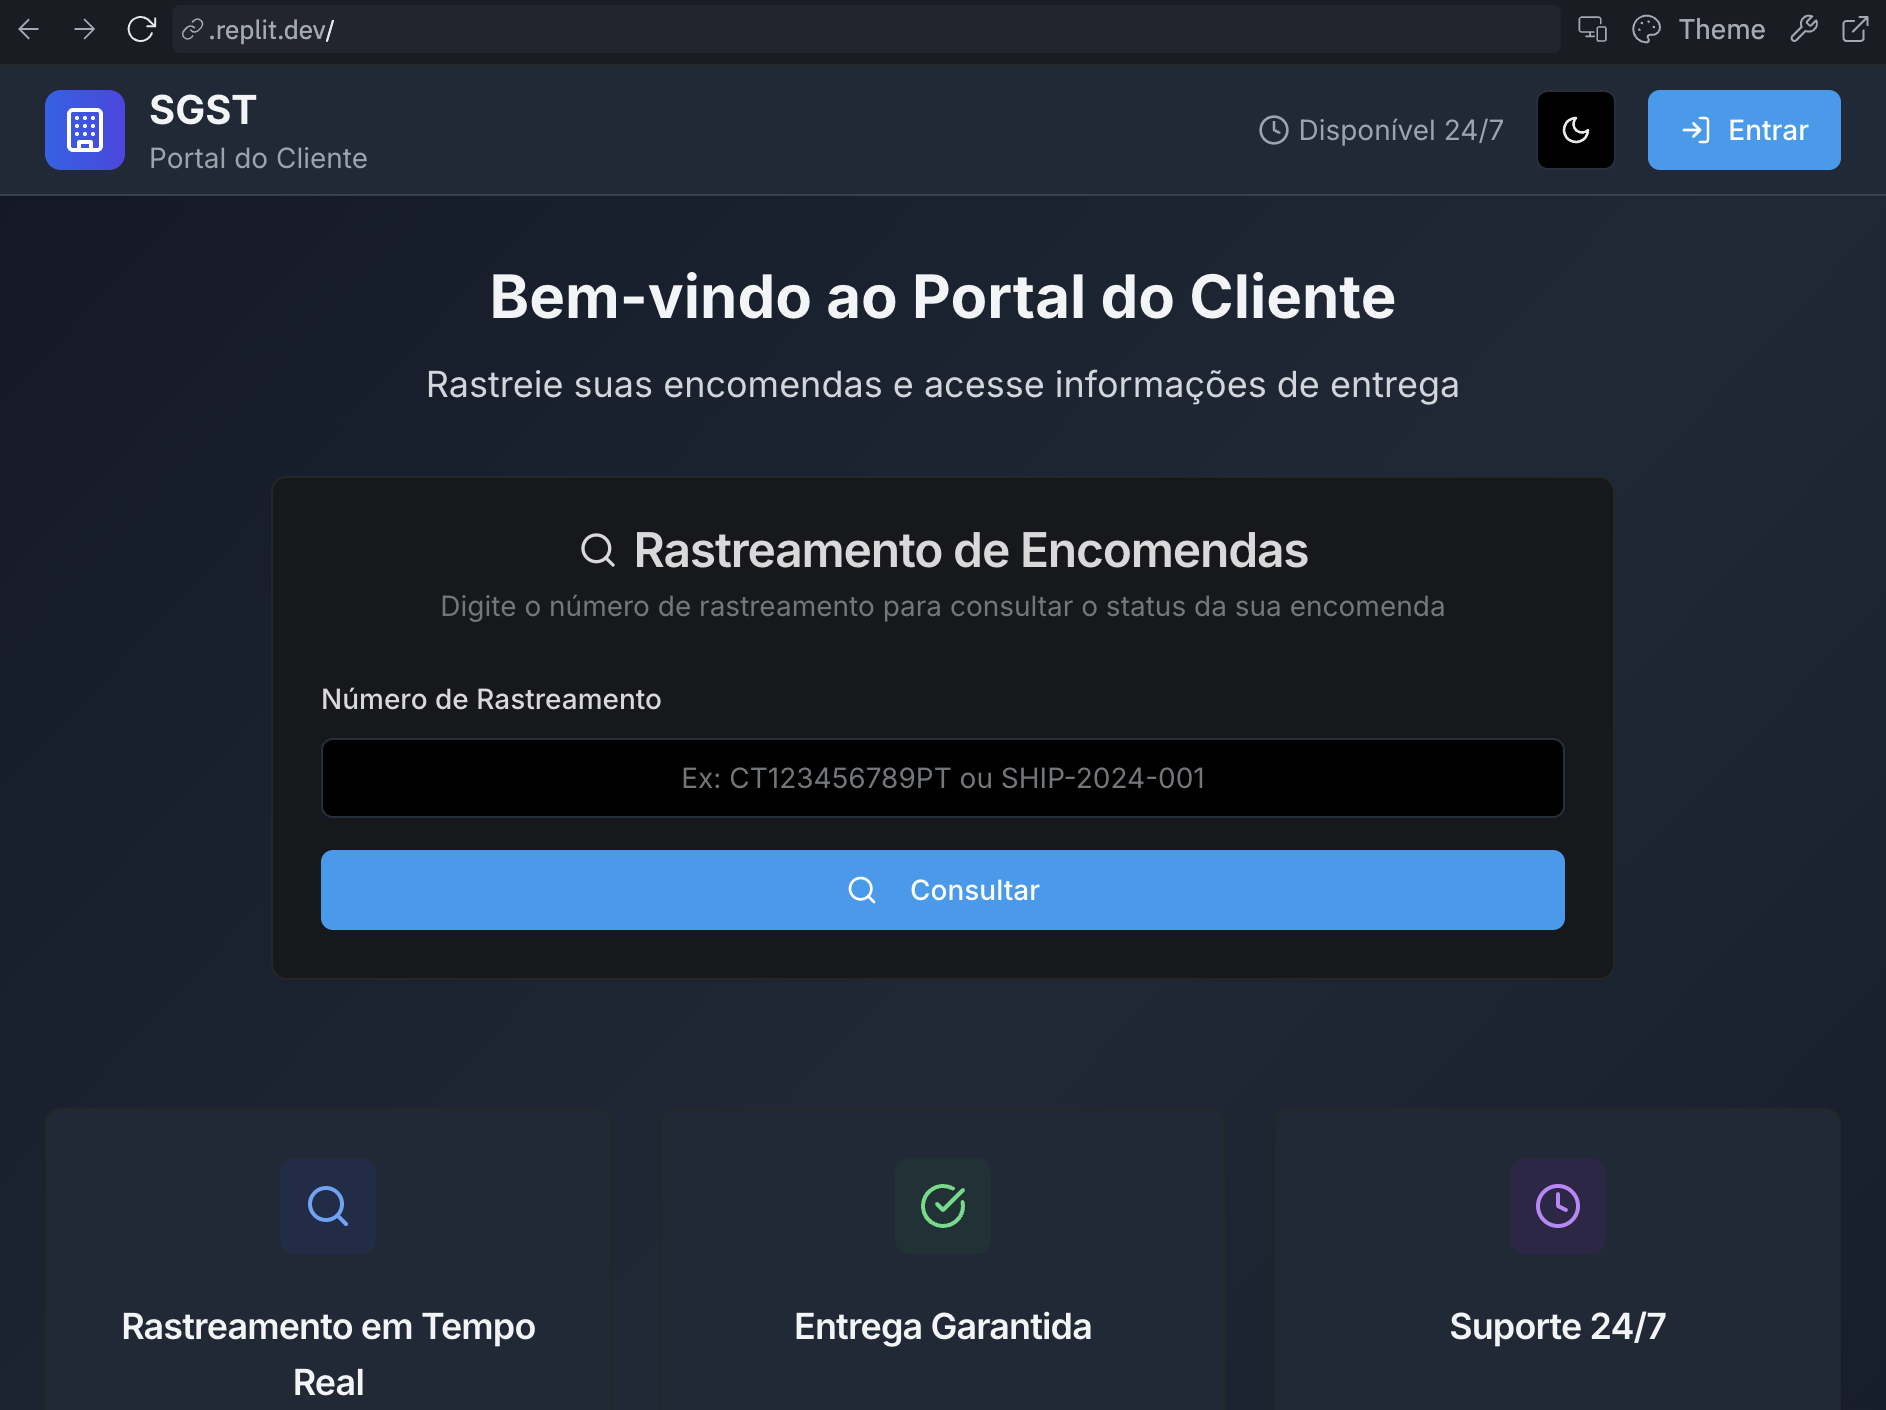 .replit.dev/
Theme
SGST
Portal do Cliente
Disponível 24/7
Entrar
Bem-vindo ao Portal do Cliente
Rastreie suas encomendas e acesse informações de entrega
Rastreamento de Encomendas
Digite o número de rastreamento para consultar o status da sua encomenda
Número de Rastreamento
Ex: CT123456789PT ou SHIP-2024-001
Consultar
Rastreamento em Tempo
Real
Entrega Garantida
Suporte 24/7